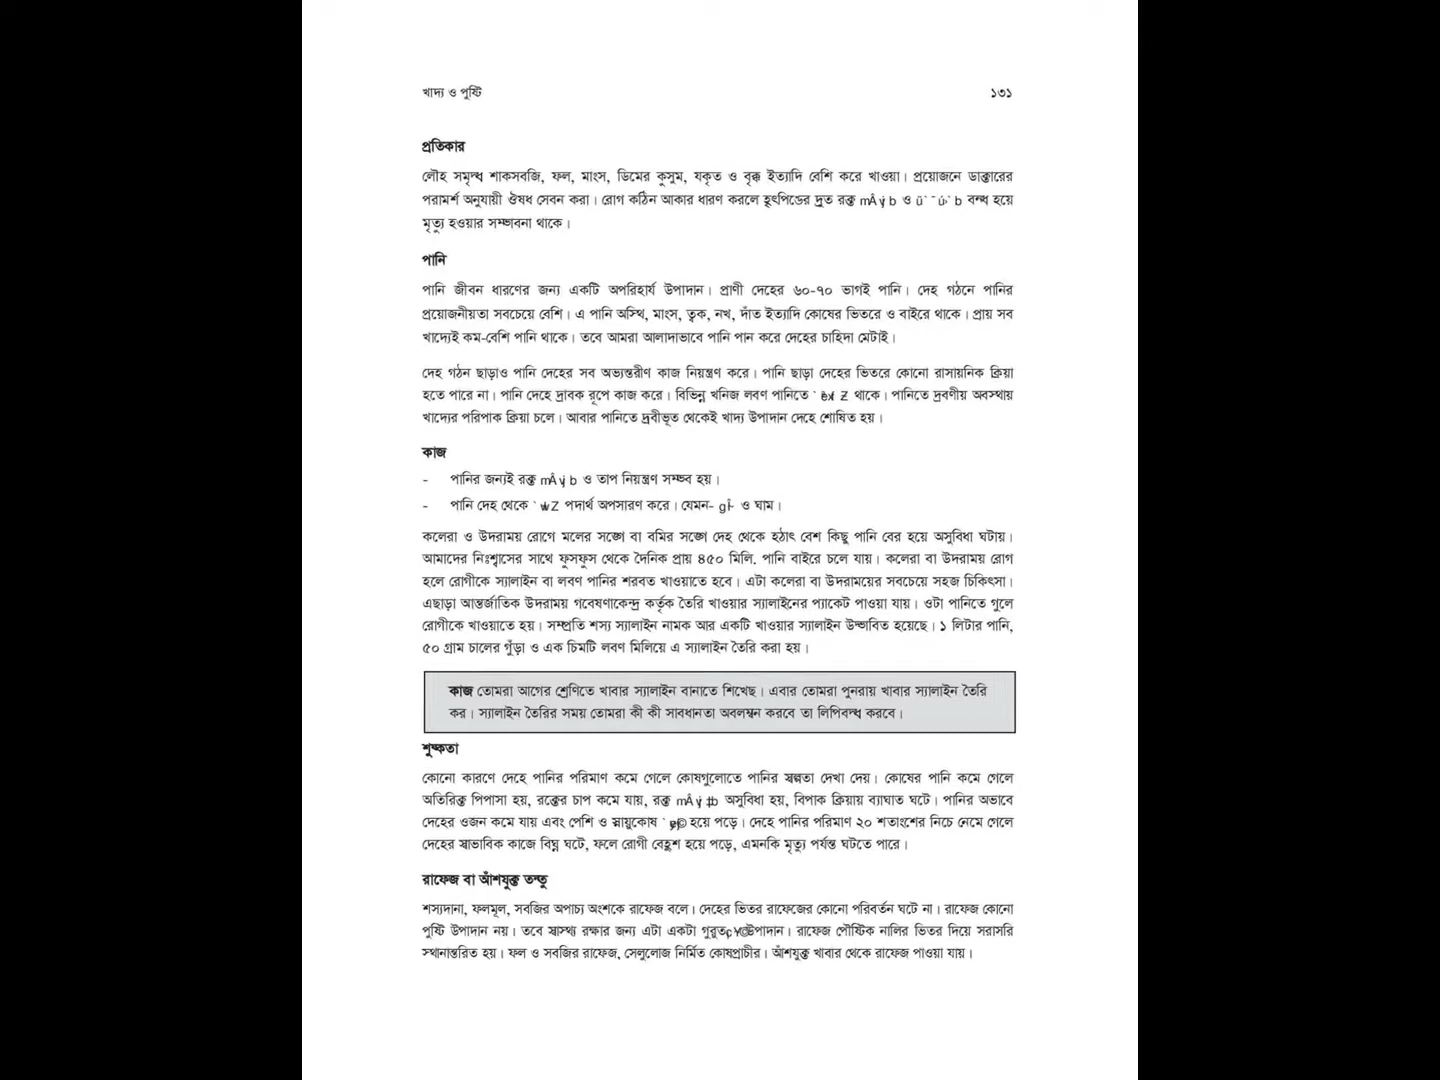 খাদ্য ও পুষ্টি ১৩১
প্রতিকার
লৌহ সমৃদ্ধ শাকসবজি, ফল, মাংস, ডিমের কুসুম, যকৃত ও বৃক্ক ইত্যাদি বেশি করে খাওয়া। প্রয়োজনে ডাক্তারের
পরামর্শ অনুযায়ী ঔষধ সেবন করা। রোগ কঠিন আকার ধারণ করলে হৃৎপিণ্ডের দ্রুত রক্ত ও বন্ধ হয়ে
মৃত্যু হওয়ার সম্ভাবনা থাকে।
পানি
পানি জীবন ধারণের জন্য একটি অপরিহার্য উপাদান। প্রাণী দেহের ৬০-৭০ ভাগই পানি। দেহ গঠনে পানির
প্রয়োজনীয়তা সবচেয়ে বেশি। এ পানি অস্থি, মাংস, ত্বক, নখ, দাঁত ইত্যাদি কোষের ভিতরে ও বাইরে থাকে। প্রায় সব
খাদ্যেই কম-বেশি পানি থাকে। তবে আমরা আলাদাভাবে পানি পান করে দেহের চাহিদা মেটাই।
দেহ গঠন ছাড়াও পানি দেহের সব অভ্যন্তরীণ কাজ নিয়ন্ত্রণ করে। পানি ছাড়া দেহের ভিতরে কোনো রাসায়নিক ক্রিয়া
হতে পারে না। পানি দেহে দ্রাবক রূপে কাজ করে। বিভিন্ন খনিজ লবণ পানিতে থাকে। পানিতে দ্রবণীয় অবস্থায়
খাদ্যের পরিপাক ক্রিয়া চলে। আবার পানিতে দ্রবীভূত থেকেই খাদ্য উপাদান দেহে শোষিত হয়।
কাজ
- পানির জন্যই রক্ত ও তাপ নিয়ন্ত্রণ সম্ভব হয়।
- পানি দেহ থেকে পদার্থ অপসারণ করে। যেমন- ও ঘাম।
কলেরা ও উদরাময় রোগে মলের সঙ্গে বা বমির সঙ্গে দেহ থেকে হঠাৎ বেশ কিছু পানি বের হয়ে অসুবিধা ঘটায়।
আমাদের নিঃশ্বাসের সাথে ফুসফুস থেকে দৈনিক প্রায় ৪৫০ মিলি. পানি বাইরে চলে যায়। কলেরা বা উদরাময় রোগ
হলে রোগীকে স্যালাইন বা লবণ পানির শরবত খাওয়াতে হবে। এটা কলেরা বা উদরাময়ের সবচেয়ে সহজ চিকিৎসা।
এছাড়া আন্তর্জাতিক উদরাময় গবেষণাকেন্দ্র কর্তৃক তৈরি খাওয়ার স্যালাইনের প্যাকেট পাওয়া যায়। ওটা পানিতে গুলে
রোগীকে খাওয়াতে হয়। সম্প্রতি শস্য স্যালাইন নামক আর একটি খাওয়ার স্যালাইন উদ্ভাবিত হয়েছে। ১ লিটার পানি,
৫০ গ্রাম চালের গুঁড়া ও এক চিমটি লবণ মিলিয়ে এ স্যালাইন তৈরি করা হয়।
কাজ তোমরা আগের শ্রেণিতে খাবার স্যালাইন বানাতে শিখেছ। এবার তোমরা পুনরায় খাবার স্যালাইন তৈরি
কর। স্যালাইন তৈরির সময় তোমরা কী কী সাবধানতা অবলম্বন করবে তা লিপিবদ্ধ করবে।
শুষ্কতা
কোনো কারণে দেহে পানির পরিমাণ কমে গেলে কোষগুলোতে পানির স্বল্পতা দেখা দেয়। কোষের পানি কমে গেলে
অতিরিক্ত পিপাসা হয়, রক্তের চাপ কমে যায়, রক্ত অসুবিধা হয়, বিপাক ক্রিয়ায় ব্যাঘাত ঘটে। পানির অভাবে
দেহের ওজন কমে যায় এবং পেশি ও স্নায়ুকোষ হয়ে পড়ে। দেহে পানির পরিমাণ ২০ শতাংশের নিচে নেমে গেলে
দেহের স্বাভাবিক কাজে বিঘ্ন ঘটে, ফলে রোগী বেহুশ হয়ে পড়ে, এমনকি মৃত্যু পর্যন্ত ঘটতে পারে।
রাফেজ বা আঁশযুক্ত তন্তু
শস্যদানা, ফলমূল, সবজির অপাচ্য অংশকে রাফেজ বলে। দেহের ভিতর রাফেজের কোনো পরিবর্তন ঘটে না। রাফেজ কোনো
পুষ্টি উপাদান নয়। তবে স্বাস্থ্য রক্ষার জন্য এটা একটা উপাদান। রাফেজ পৌষ্টিক নালির ভিতর দিয়ে সরাসরি
স্থানান্তরিত হয়। ফল ও সবজির রাফেজ, সেলুলোজ নির্মিত কোষপ্রাচীর। আঁশযুক্ত খাবার থেকে রাফেজ পাওয়া যায়।